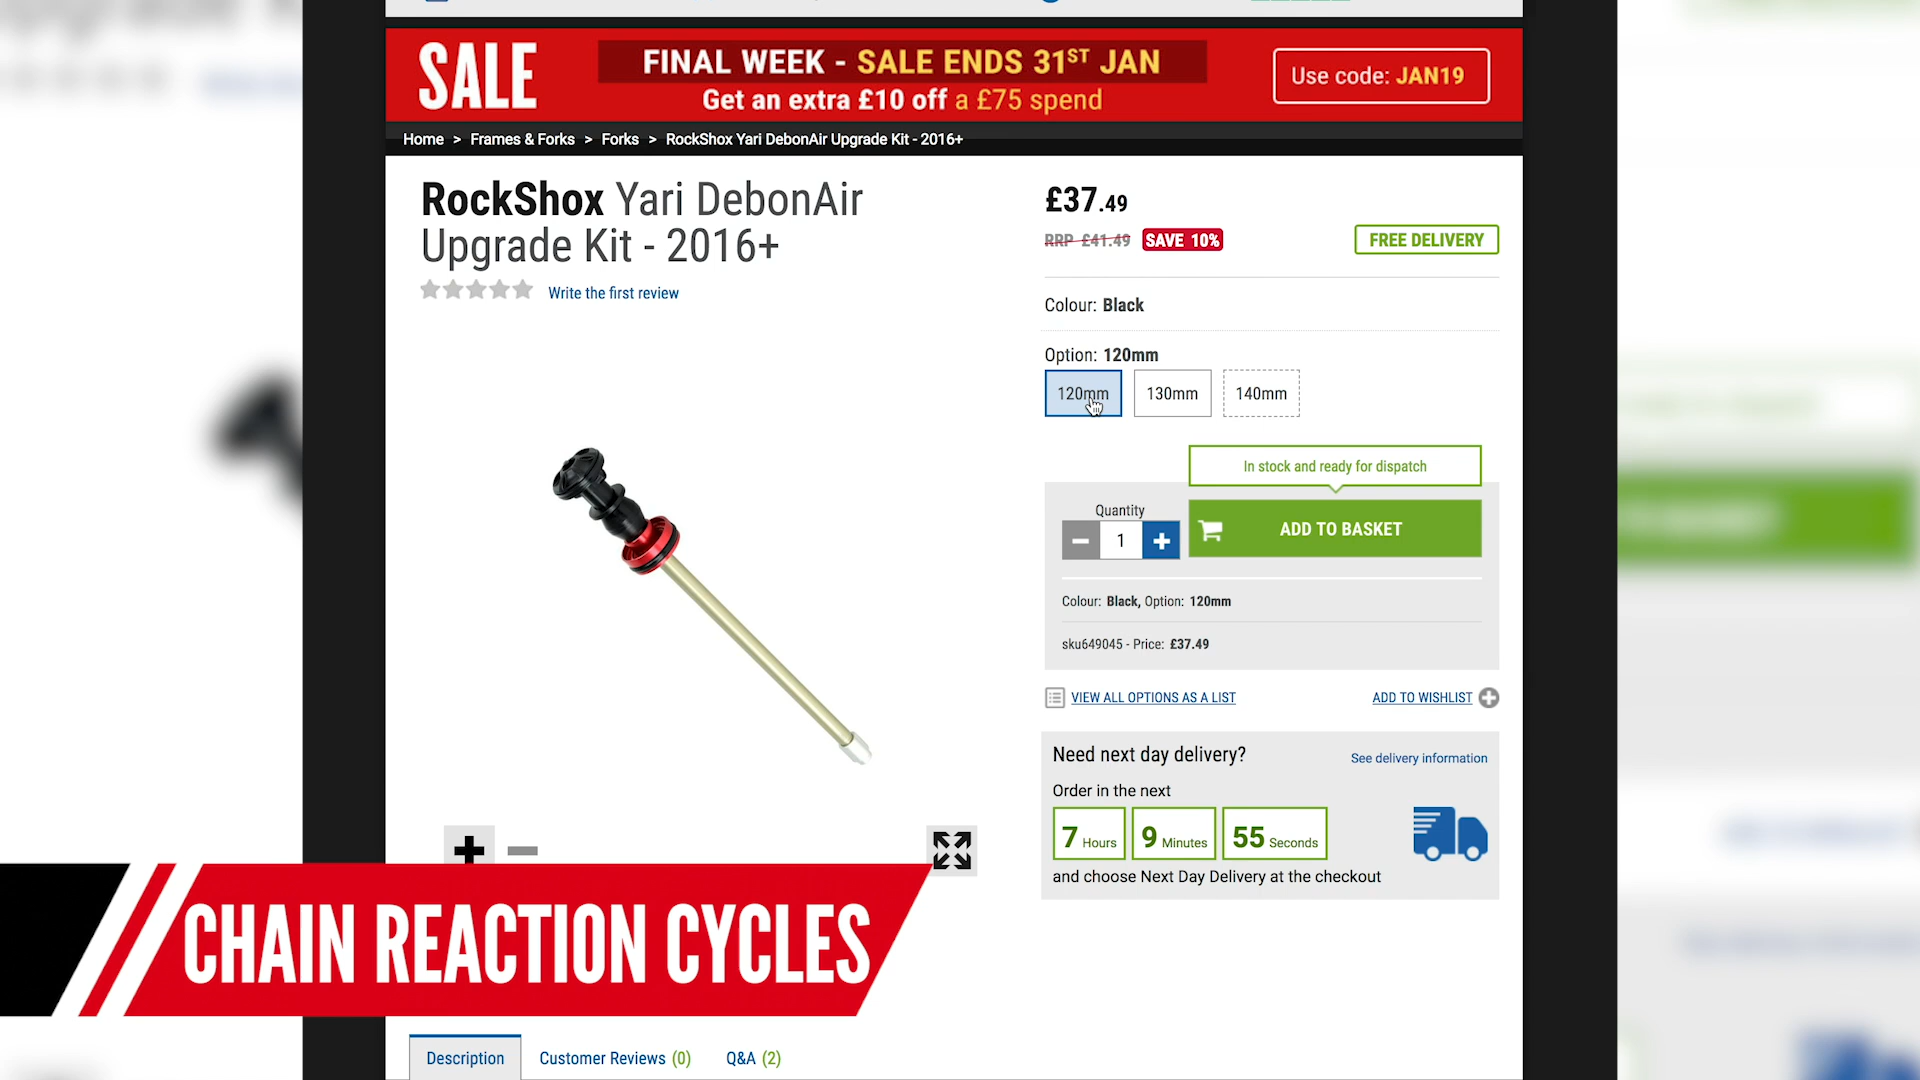 SALE
FINAL WEEK - SALE ENDS 31ST JAN
Get an extra £10 off a £75 spend
Use code: JAN19
Home > Frames & Forks > Forks > RockShox Yari DebonAir Upgrade Kit - 2016+
RockShox Yari DebonAir
Upgrade Kit - 2016+
Write the first review
£37.49
RRP £41.49 SAVE 10%
FREE DELIVERY
Colour: Black
Option: 120mm
120mm 130mm 140mm
In stock and ready for dispatch
Quantity
− 1 +
ADD TO BASKET
Colour: Black, Option: 120mm
sku649045 - Price: £37.49
VIEW ALL OPTIONS AS A LIST
ADD TO WISHLIST
Need next day delivery?
See delivery information
Order in the next
7 Hours 9 Minutes 55 Seconds
and choose Next Day Delivery at the checkout
CHAIN REACTION CYCLES
Description Customer Reviews (0) Q&A (2)